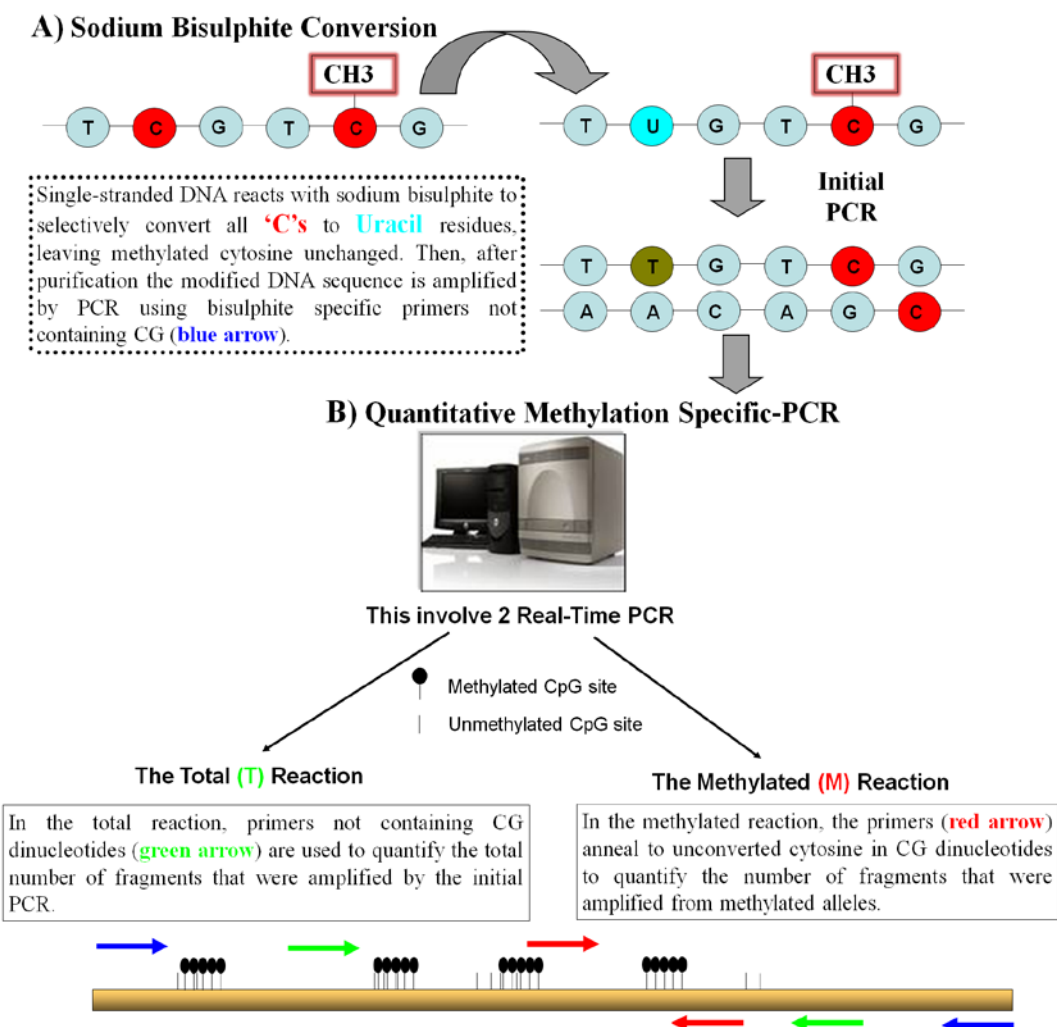 A) Sodium Bisulphite Conversion
CH3
T C G T C G
CH3
T U G T C G
Single-stranded DNA reacts with sodium bisulphite to
selectively convert all ‘C’s to Uracil residues,
leaving methylated cytosine unchanged. Then, after
purification the modified DNA sequence is amplified
by PCR using bisulphite specific primers not
containing CG (blue arrow).
Initial
PCR
T T G T C G
A A C A G C
B) Quantitative Methylation Specific-PCR
This involve 2 Real-Time PCR
Methylated CpG site
Unmethylated CpG site
The Total (T) Reaction
In the total reaction, primers not containing CG
dinucleotides (green arrow) are used to quantify the total
number of fragments that were amplified by the initial
PCR.
The Methylated (M) Reaction
In the methylated reaction, the primers (red arrow)
anneal to unconverted cytosine in CG dinucleotides
to quantify the number of fragments that were
amplified from methylated alleles.